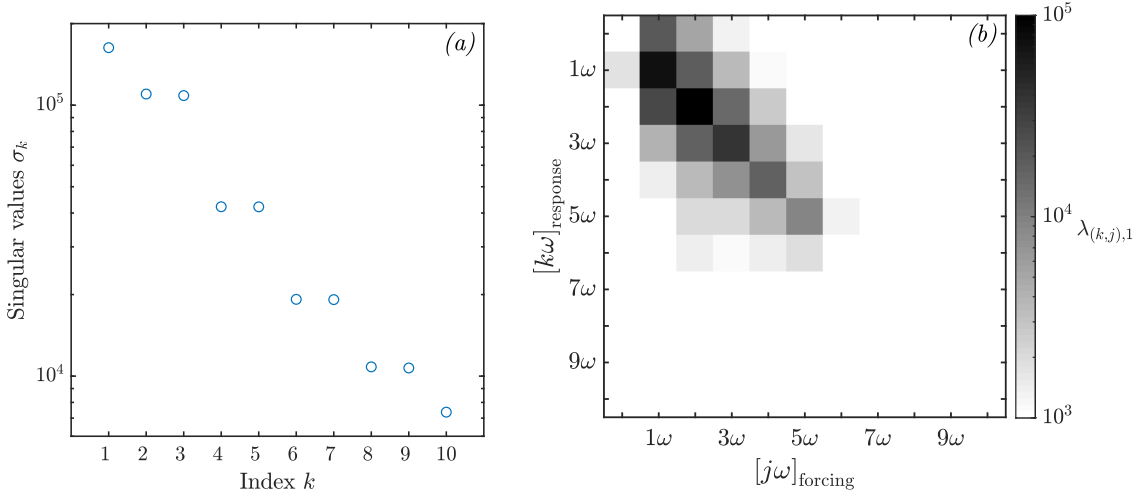 (a)
Singular values σ_k
10^5
10^4
1 2 3 4 5 6 7 8 9 10
Index k
(b)
[kω]_response
1ω
3ω
5ω
7ω
9ω
1ω 3ω 5ω 7ω 9ω
[jω]_forcing
10^5
10^4
10^3
λ_(k,j),1